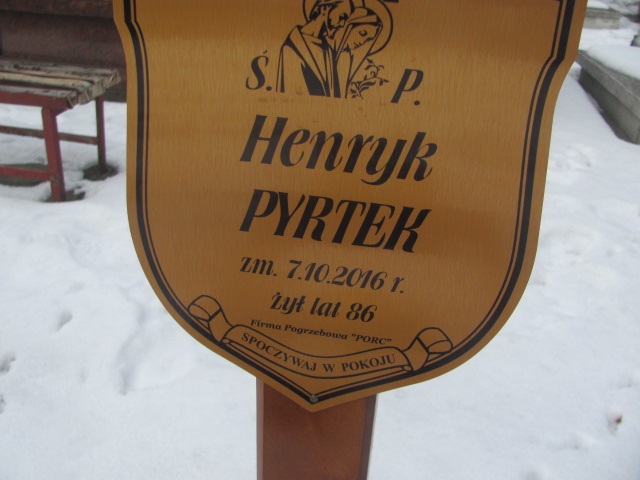 Ś. P.
Henryk
PYRTEK
zm. 7.10.2016 r.
żył lat 86
Firma Pogrzebowa "PORC"
SPOCZYWAJ W POKOJU